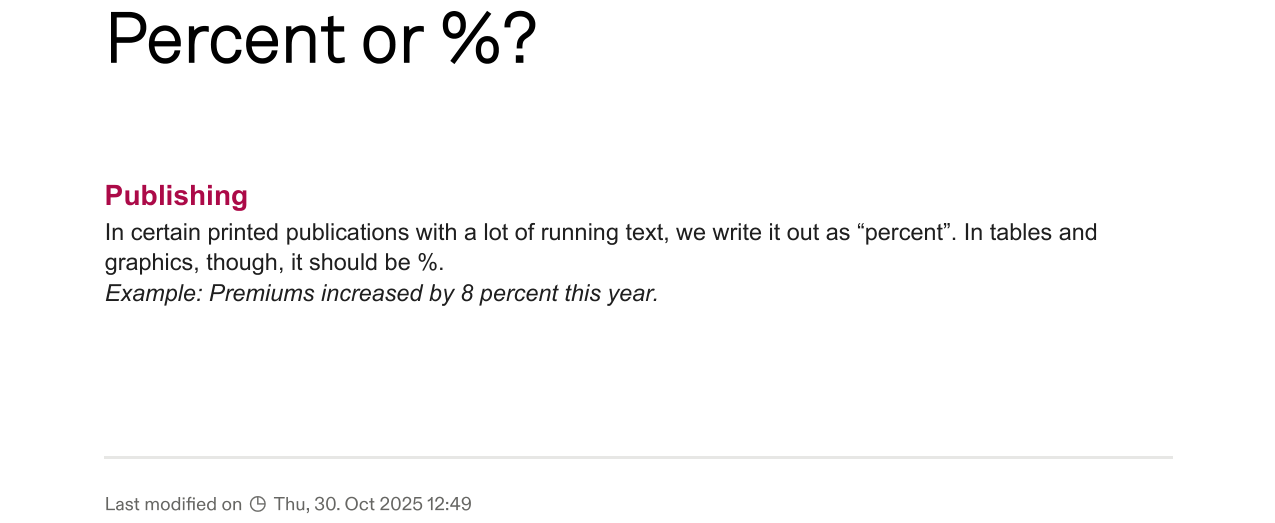 Percent or %?
Publishing
In certain printed publications with a lot of running text, we write it out as “percent”. In tables and
graphics, though, it should be %.
Example: Premiums increased by 8 percent this year.
Last modified on Thu, 30. Oct 2025 12:49